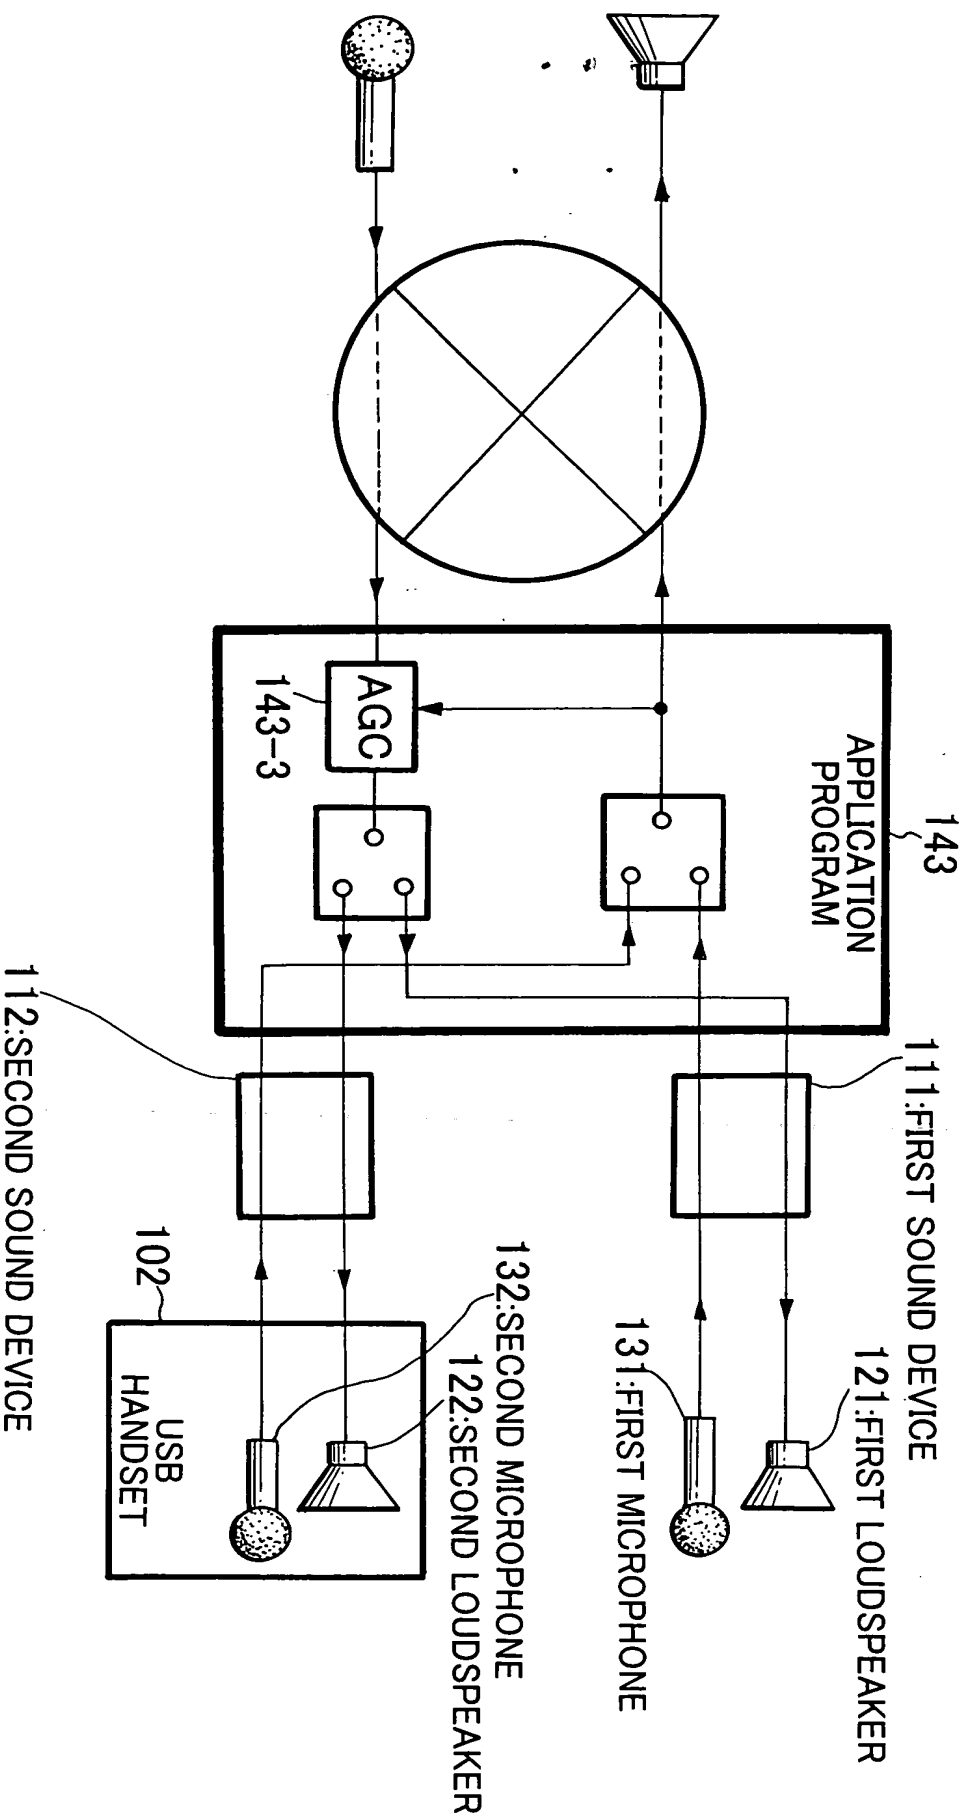 143
APPLICATION
PROGRAM
AGC
143-3
111:FIRST SOUND DEVICE
121:FIRST LOUDSPEAKER
131:FIRST MICROPHONE
132:SECOND MICROPHONE
122:SECOND LOUDSPEAKER
102
USB
HANDSET
112:SECOND SOUND DEVICE